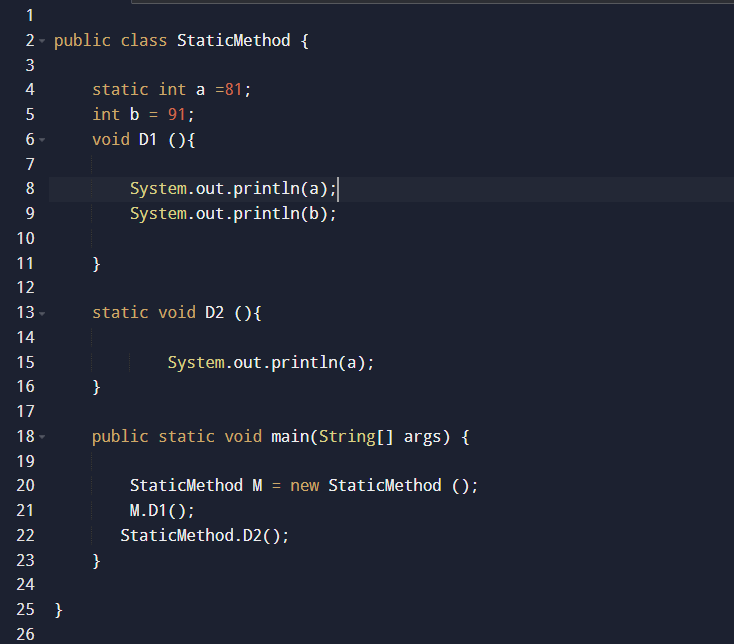 1
2 public class StaticMethod {
3
4 static int a =81;
5 int b = 91;
6 void D1 (){
7
8 System.out.println(a);
9 System.out.println(b);
10
11 }
12
13 static void D2 (){
14
15 System.out.println(a);
16 }
17
18 public static void main(String[] args) {
19
20 StaticMethod M = new StaticMethod ();
21 M.D1();
22 StaticMethod.D2();
23 }
24
25 }
26